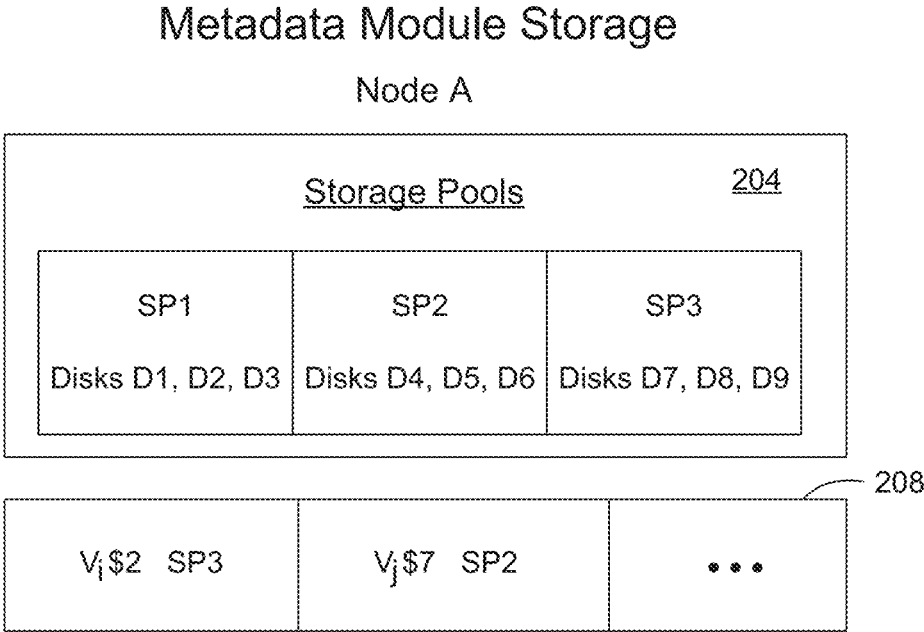 Metadata Module Storage
Node A
Storage Pools 204
SP1 SP2 SP3
Disks D1, D2, D3 Disks D4, D5, D6 Disks D7, D8, D9
208
Vi$2 SP3 Vj$7 SP2 •••